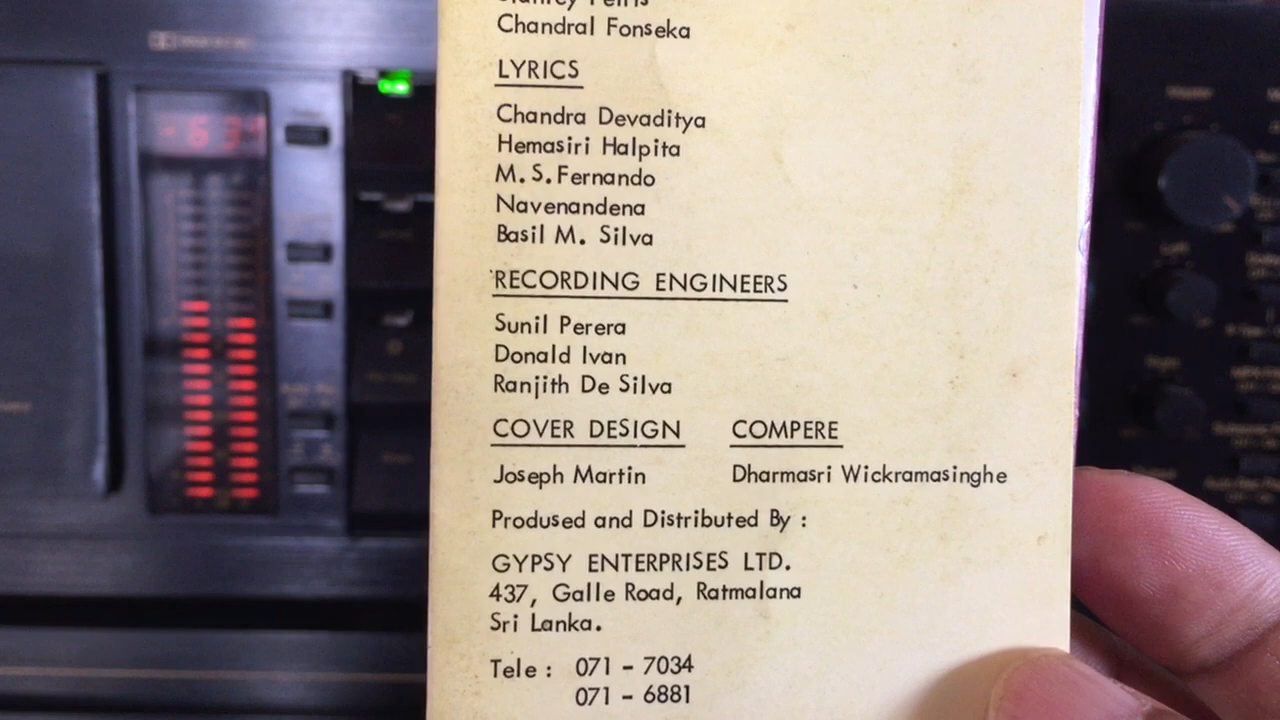 Chandral Fonseka
LYRICS
Chandra Devaditya
Hemasiri Halpita
M. S. Fernando
Navenandena
Basil M. Silva
RECORDING ENGINEERS
Sunil Perera
Donald Ivan
Ranjith De Silva
COVER DESIGN COMPERE
Joseph Martin Dharmasri Wickramasinghe
Prodused and Distributed By :
GYPSY ENTERPRISES LTD.
437, Galle Road, Ratmalana
Sri Lanka.
Tele : 071 - 7034
071 - 6881